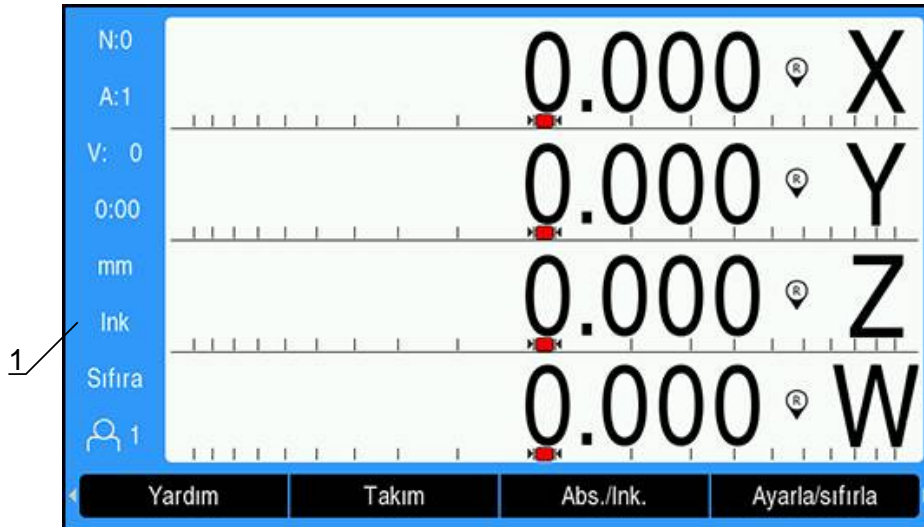 N:0
A:1
V: 0
0:00
mm
Ink
Sıfıra
1
0.000 R X
0.000 R Y
0.000 R Z
0.000 R W
Yardım Takım Abs./Ink. Ayarla/sıfırla
1